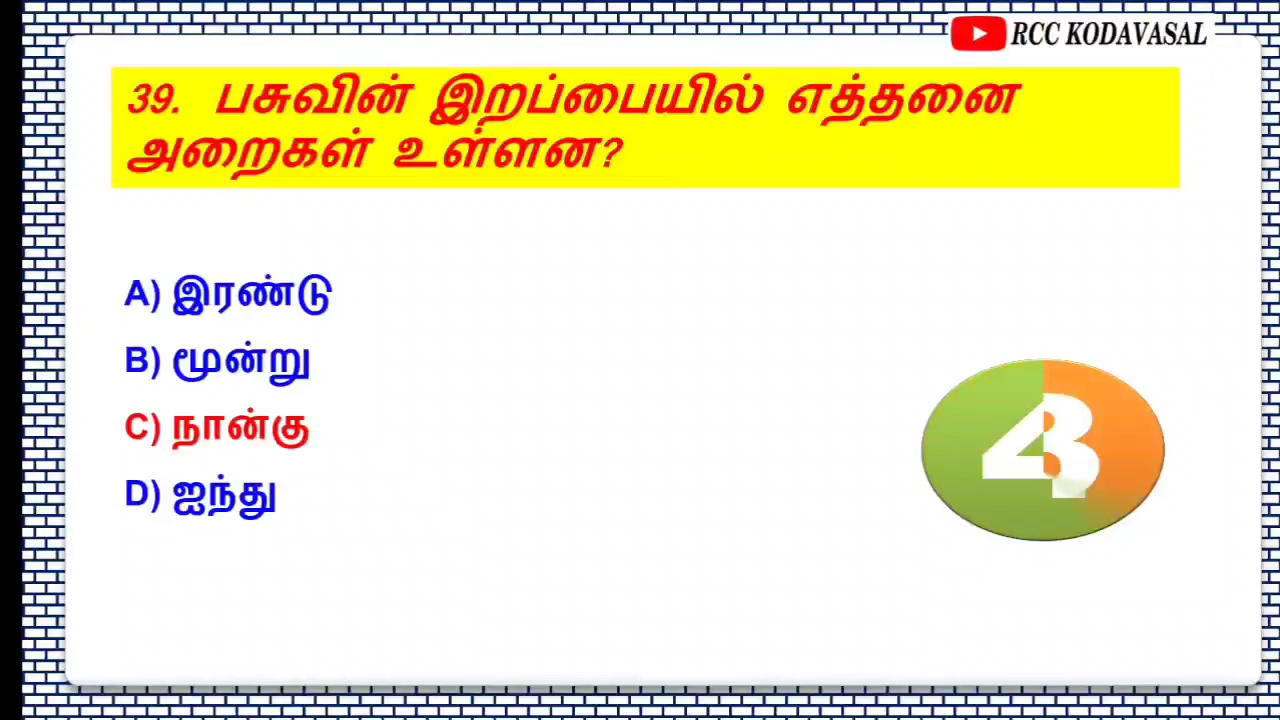 RCC KODAVASAL
39. பசுவின் இறப்பையில் எத்தனை
அறைகள் உள்ளன?
A) இரண்டு
B) மூன்று
C) நான்கு
D) ஐந்து